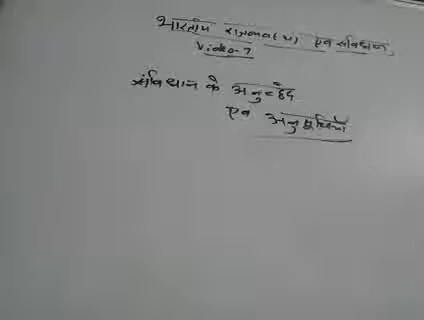 भारतीय राजव्यवस्था एवं संविधान
Video-7
संविधान के अनुच्छेद
एवं अनुसूचियाँ